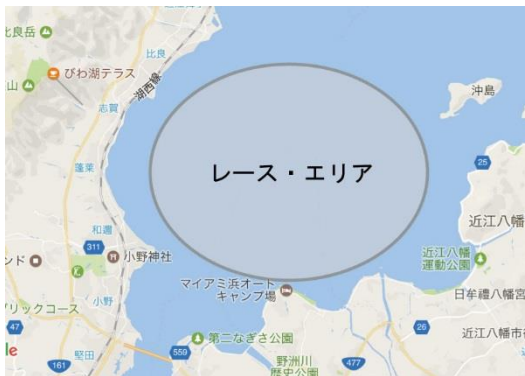 比良岳
比良
びわ湖テラス
山
湖西線
志賀
沖島
蓬莱
レース・エリア
25
近江八幡
和邇
311
小野神社
ンド
近江八幡
運動公園
マイアミ浜オート
キャンプ場
日牟禮八幡宮
小野
ブリックコース
47
26
第二なぎさ公園
近江八幡市
le
堅田
559
野洲川
歴史公園
477
161